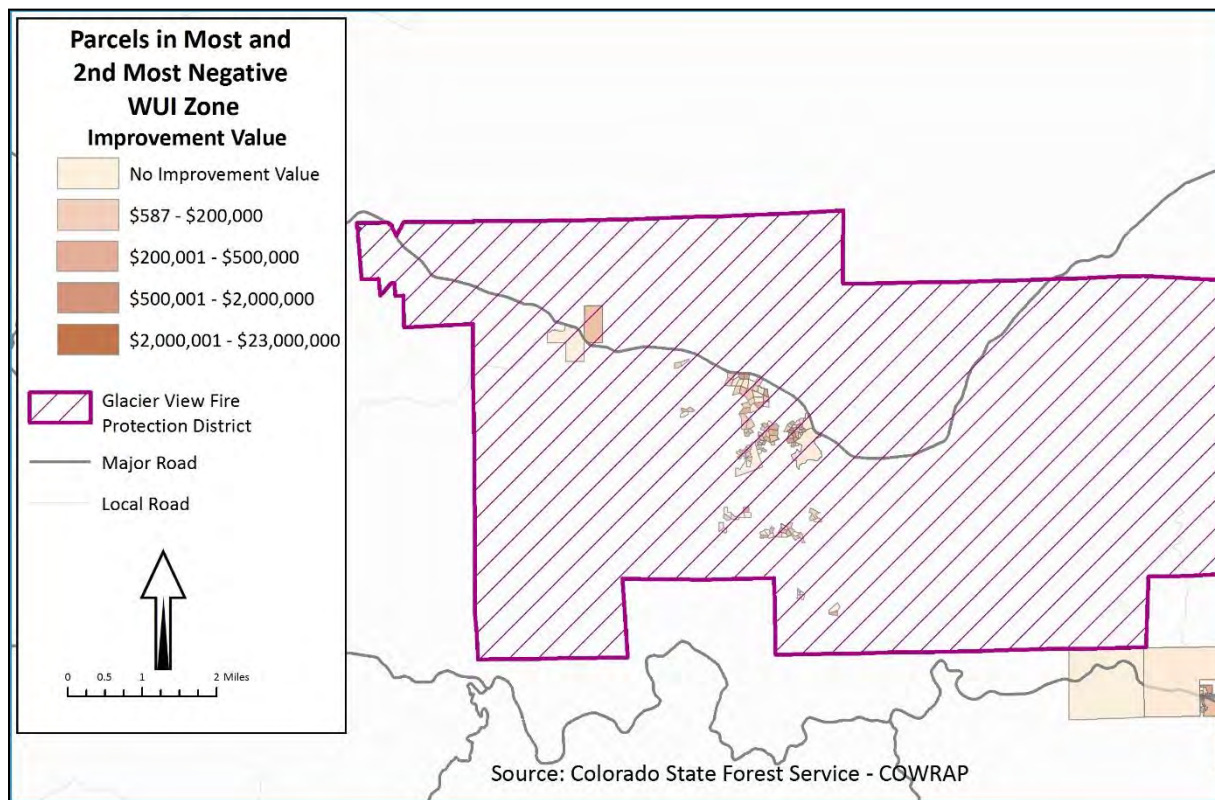 Parcels in Most and
2nd Most Negative
WUI Zone
Improvement Value
No Improvement Value
$587 - $200,000
$200,001 - $500,000
$500,001 - $2,000,000
$2,000,001 - $23,000,000
Glacier View Fire
Protection District
Major Road
Local Road
0 0.5 1 2 Miles
Source: Colorado State Forest Service - COWRAP